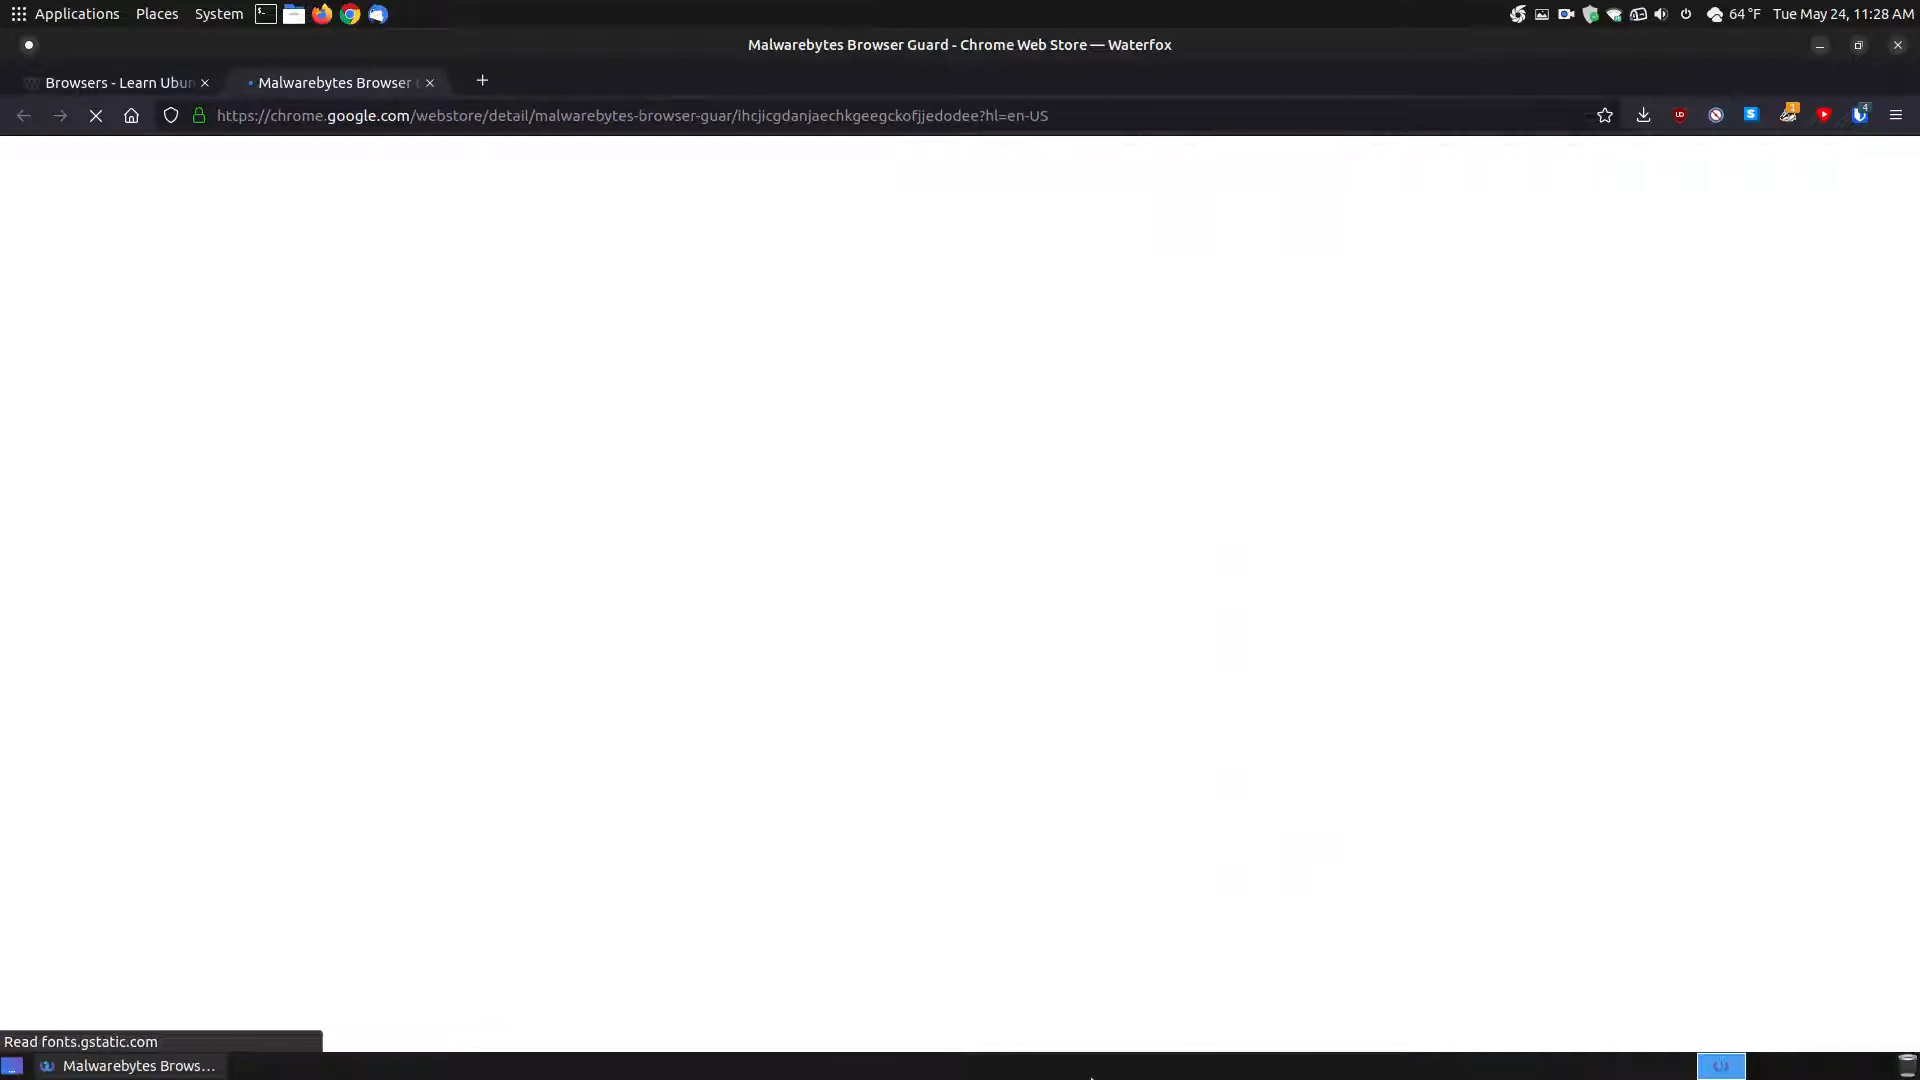 Applications Places System 64 °F Tue May 24, 11:28 AM
Malwarebytes Browser Guard - Chrome Web Store — Waterfox
Browsers - Learn Ubun Malwarebytes Browser
https://chrome.google.com/webstore/detail/malwarebytes-browser-guar/ihcjicgdanjaechkgeegckofjjedodee?hl=en-US S 2 4
Read fonts.gstatic.com
Malwarebytes Brows...